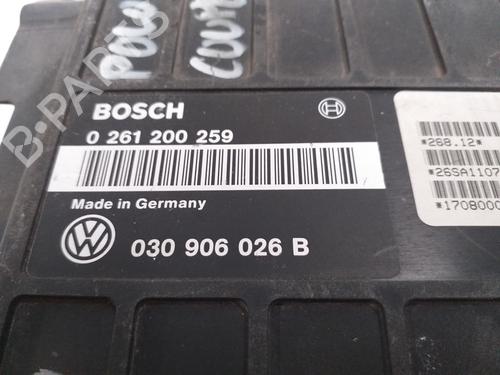 BOSCH
0 261 200 259
Made in Germany
030 906 026 B
*268.12*
*26SA1107
*1708000
B-PARTS